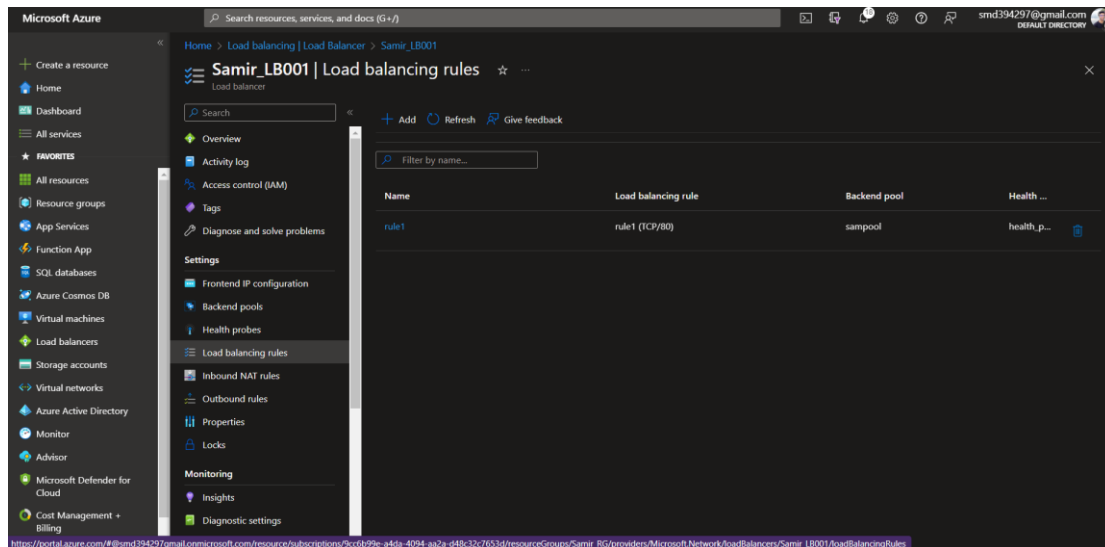 Microsoft Azure
Search resources, services, and docs (G+/)
18
smd394297@gmail.com
DEFAULT DIRECTORY
Create a resource
Home
Dashboard
All services
FAVORITES
All resources
Resource groups
App Services
Function App
SQL databases
Azure Cosmos DB
Virtual machines
Load balancers
Storage accounts
Virtual networks
Azure Active Directory
Monitor
Advisor
Microsoft Defender for
Cloud
Cost Management +
Billing
Home > Load balancing | Load Balancer > Samir_LB001
Samir_LB001 | Load balancing rules
Load balancer
Search
Overview
Activity log
Access control (IAM)
Tags
Diagnose and solve problems
Settings
Frontend IP configuration
Backend pools
Health probes
Load balancing rules
Inbound NAT rules
Outbound rules
Properties
Locks
Monitoring
Insights
Diagnostic settings
Add Refresh Give feedback
Filter by name...
Name Load balancing rule Backend pool Health ...
rule1 rule1 (TCP/80) sampool health_p...
https://portal.azure.com/#@smd394297gmail.onmicrosoft.com/resource/subscriptions/9cc6b99e-a4da-4094-aa2a-d48c32c7653d/resourceGroups/Samir_RG/providers/Microsoft.Network/loadBalancers/Samir_LB001/loadBalancingRules